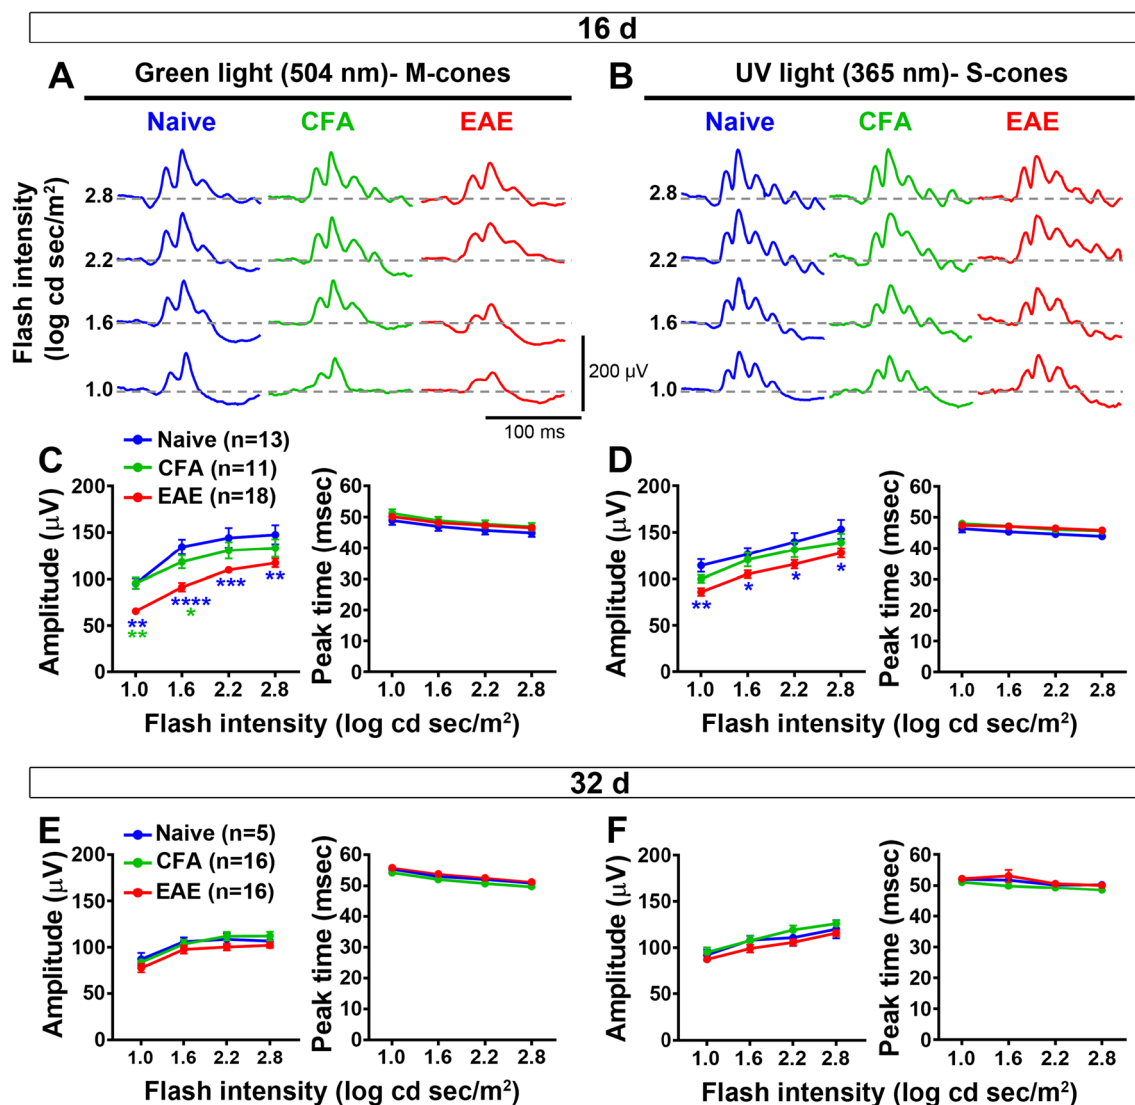 16 d
A
Green light (504 nm)- M-cones
B
UV light (365 nm)- S-cones
Naive CFA EAE
Naive CFA EAE
Flash intensity
(log cd sec/m²)
2.8
2.2
1.6
1.0
2.8
2.2
1.6
1.0
200 µV
100 ms
C
Naive (n=13)
CFA (n=11)
EAE (n=18)
Amplitude (µV)
200
150
100
50
0
** **** *** **
** *
1.0 1.6 2.2 2.8
Peak time (msec)
60
50
40
30
20
10
0
1.0 1.6 2.2 2.8
Flash intensity (log cd sec/m²)
D
Amplitude (µV)
200
150
100
50
0
** * * *
1.0 1.6 2.2 2.8
Peak time (msec)
60
50
40
30
20
10
0
1.0 1.6 2.2 2.8
Flash intensity (log cd sec/m²)
32 d
E
Naive (n=5)
CFA (n=16)
EAE (n=16)
Amplitude (µV)
200
150
100
50
0
1.0 1.6 2.2 2.8
Peak time (msec)
60
50
40
30
20
10
0
1.0 1.6 2.2 2.8
Flash intensity (log cd sec/m²)
F
Amplitude (µV)
200
150
100
50
0
1.0 1.6 2.2 2.8
Peak time (msec)
60
50
40
30
20
10
0
1.0 1.6 2.2 2.8
Flash intensity (log cd sec/m²)